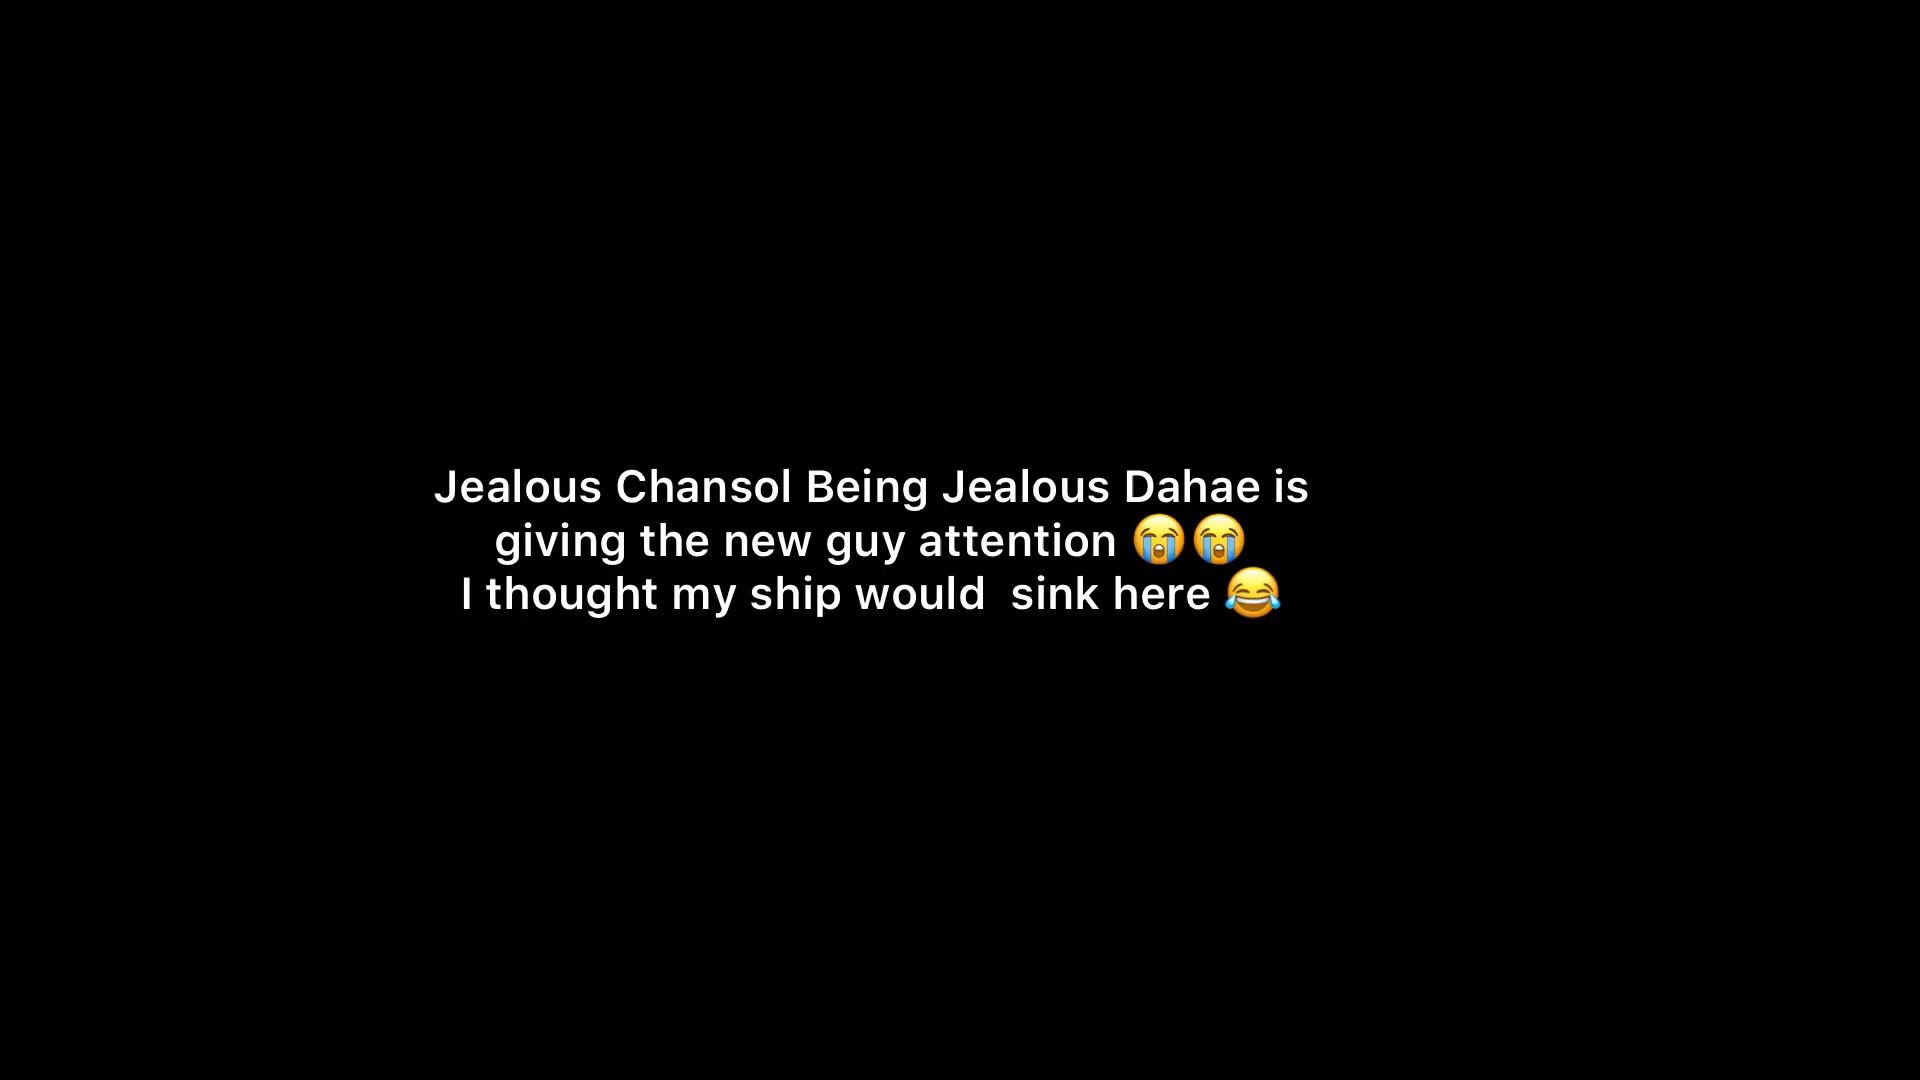 Jealous Chansol Being Jealous Dahae is
giving the new guy attention 😭😭
I thought my ship would  sink here 😂